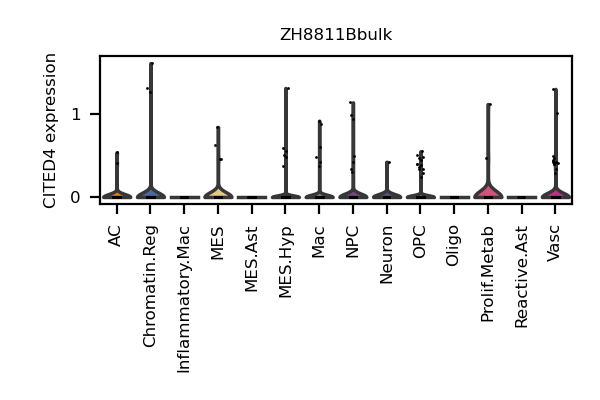 ZH8811Bbulk
CITED4 expression
1
0
AC
Chromatin.Reg
Inflammatory.Mac
MES
MES.Ast
MES.Hyp
Mac
NPC
Neuron
OPC
Oligo
Prolif.Metab
Reactive.Ast
Vasc